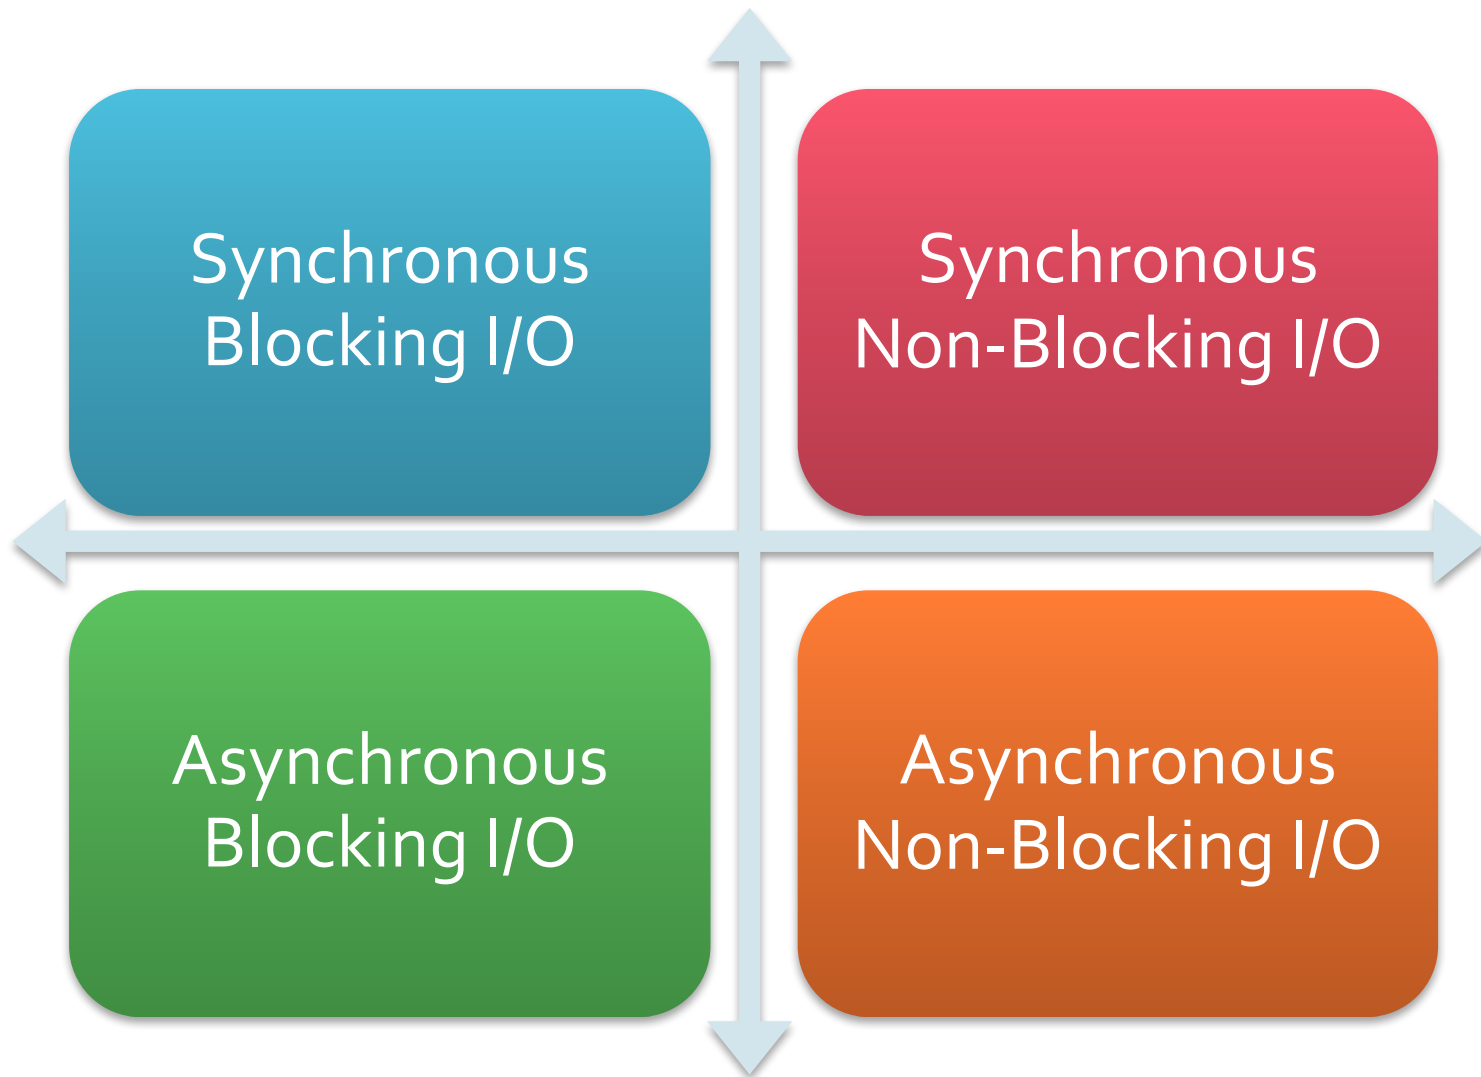 Synchronous
Blocking I/O
Synchronous
Non-Blocking I/O
Asynchronous
Blocking I/O
Asynchronous
Non-Blocking I/O